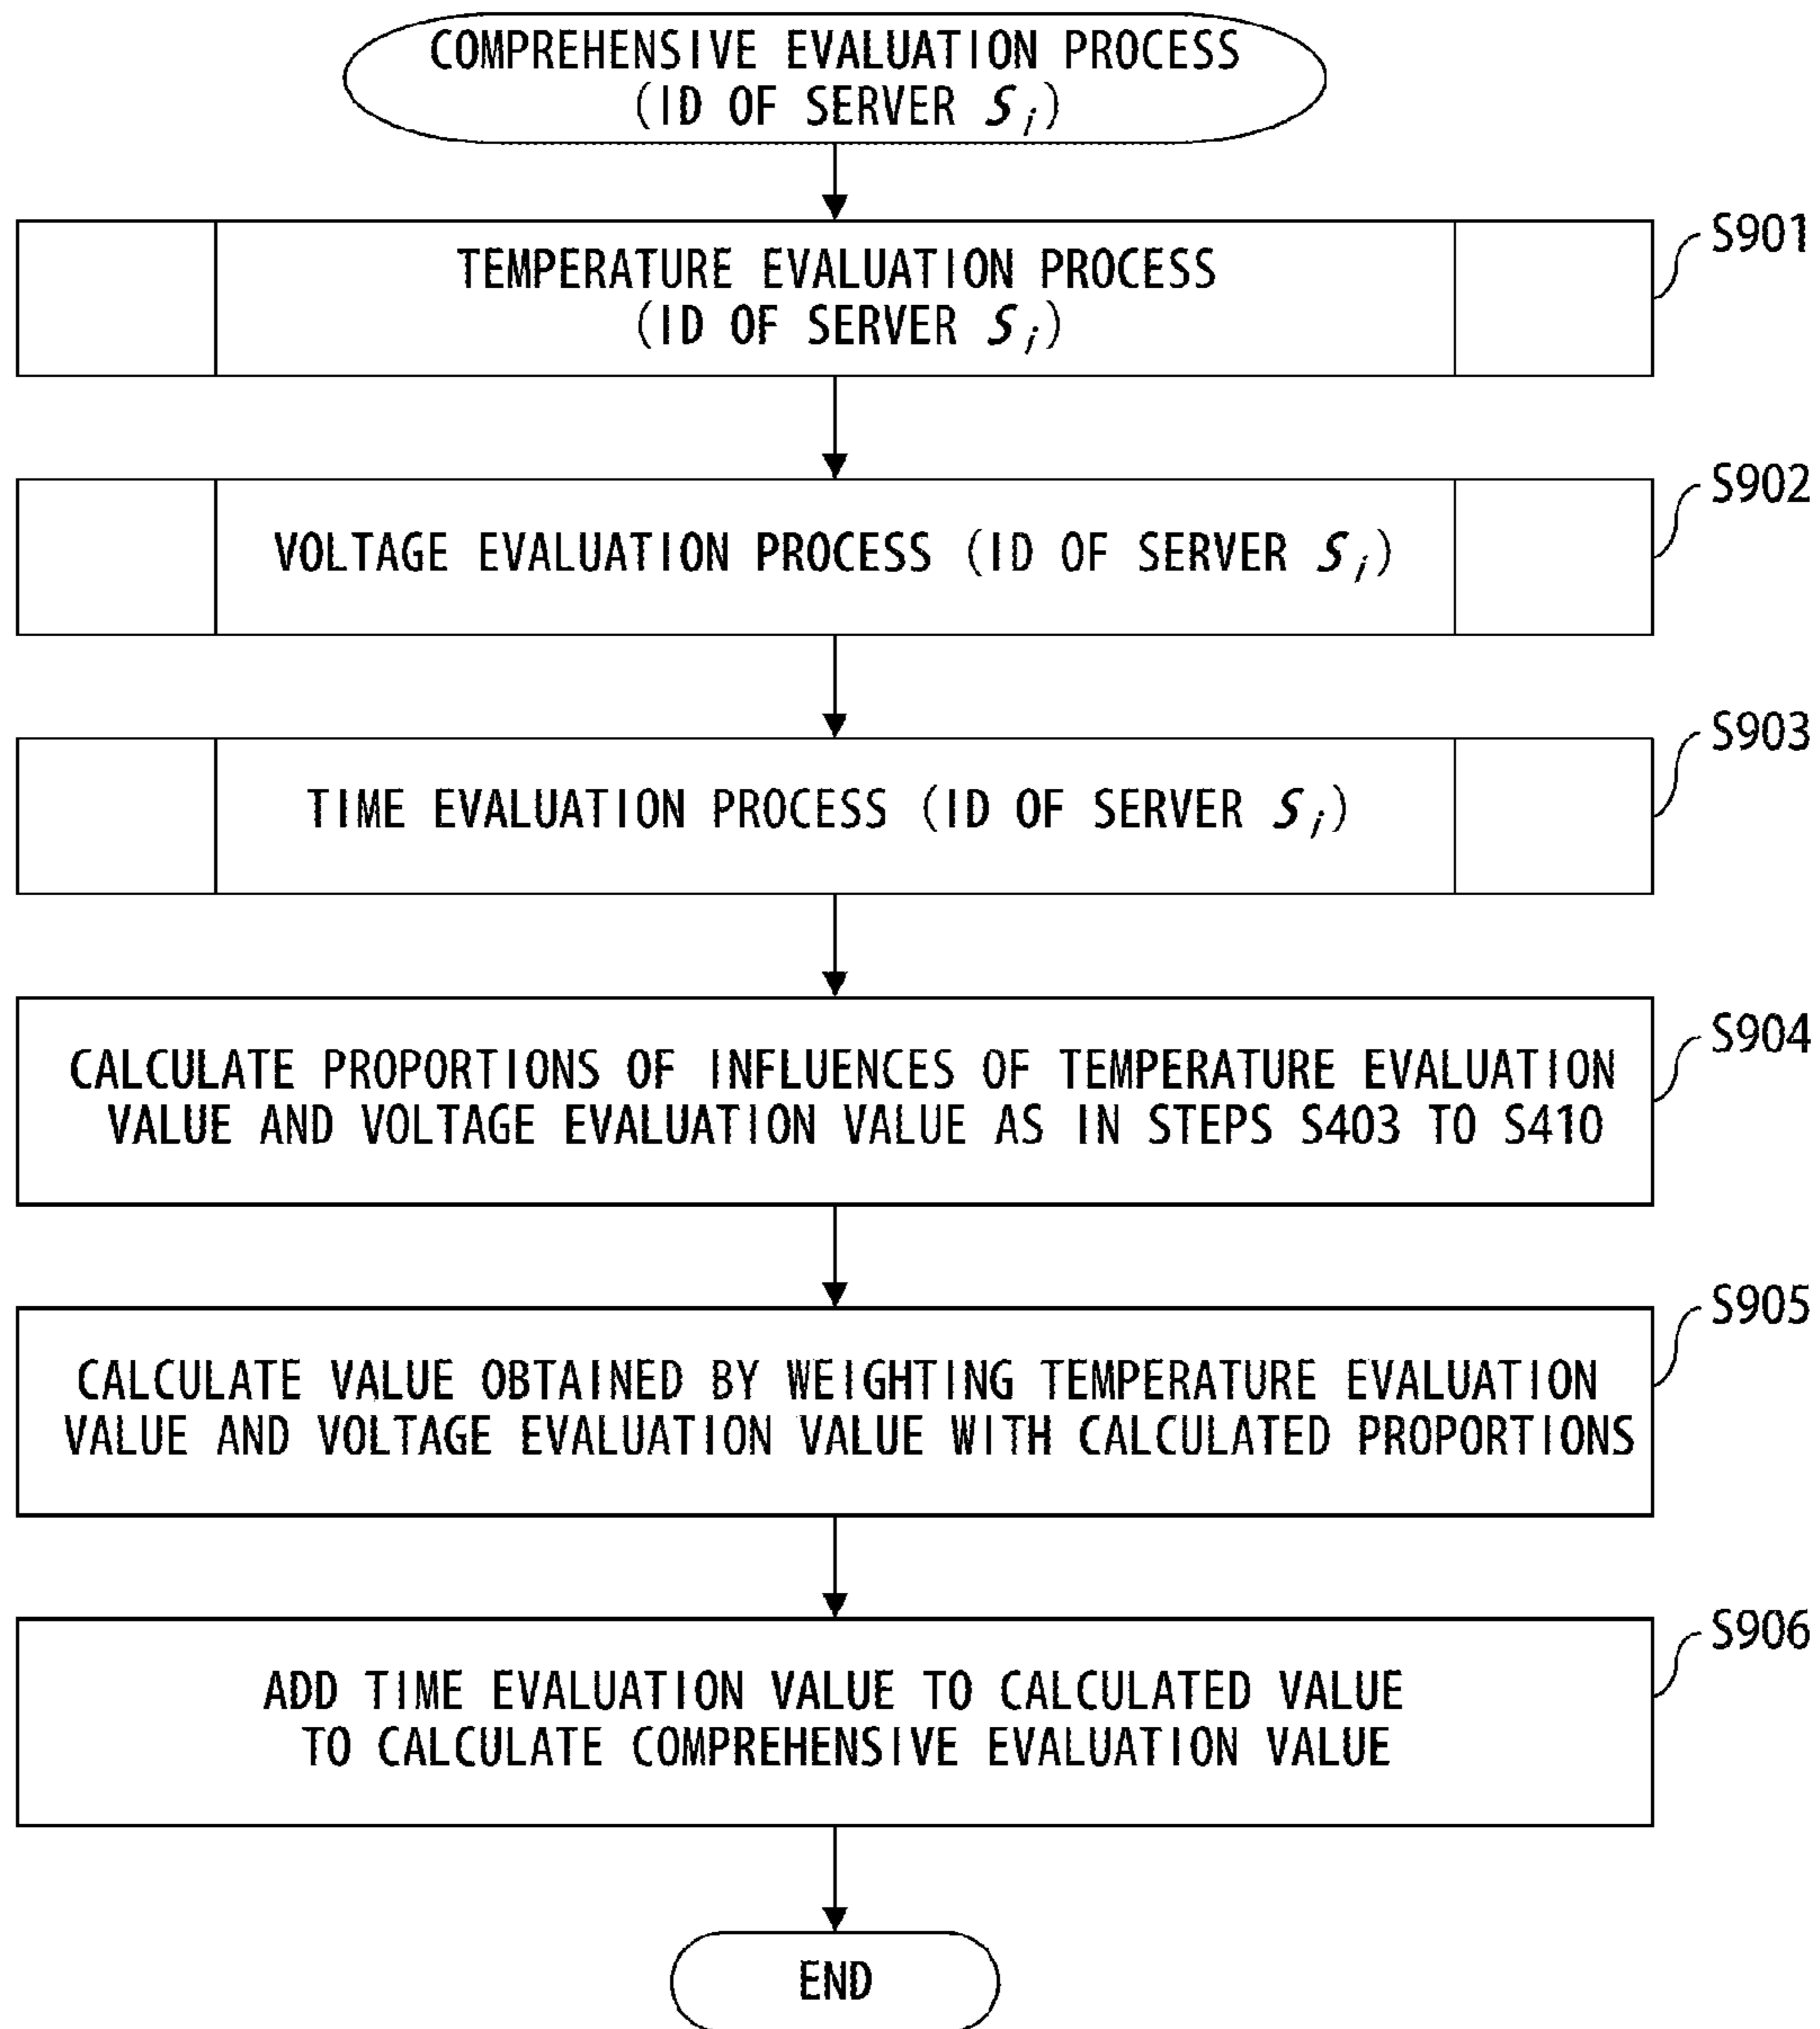 COMPREHENSIVE EVALUATION PROCESS
(ID OF SERVER Si)
S901
TEMPERATURE EVALUATION PROCESS
(ID OF SERVER Si)
S902
VOLTAGE EVALUATION PROCESS (ID OF SERVER Si)
S903
TIME EVALUATION PROCESS (ID OF SERVER Si)
S904
CALCULATE PROPORTIONS OF INFLUENCES OF TEMPERATURE EVALUATION
VALUE AND VOLTAGE EVALUATION VALUE AS IN STEPS S403 TO S410
S905
CALCULATE VALUE OBTAINED BY WEIGHTING TEMPERATURE EVALUATION
VALUE AND VOLTAGE EVALUATION VALUE WITH CALCULATED PROPORTIONS
S906
ADD TIME EVALUATION VALUE TO CALCULATED VALUE
TO CALCULATE COMPREHENSIVE EVALUATION VALUE
END